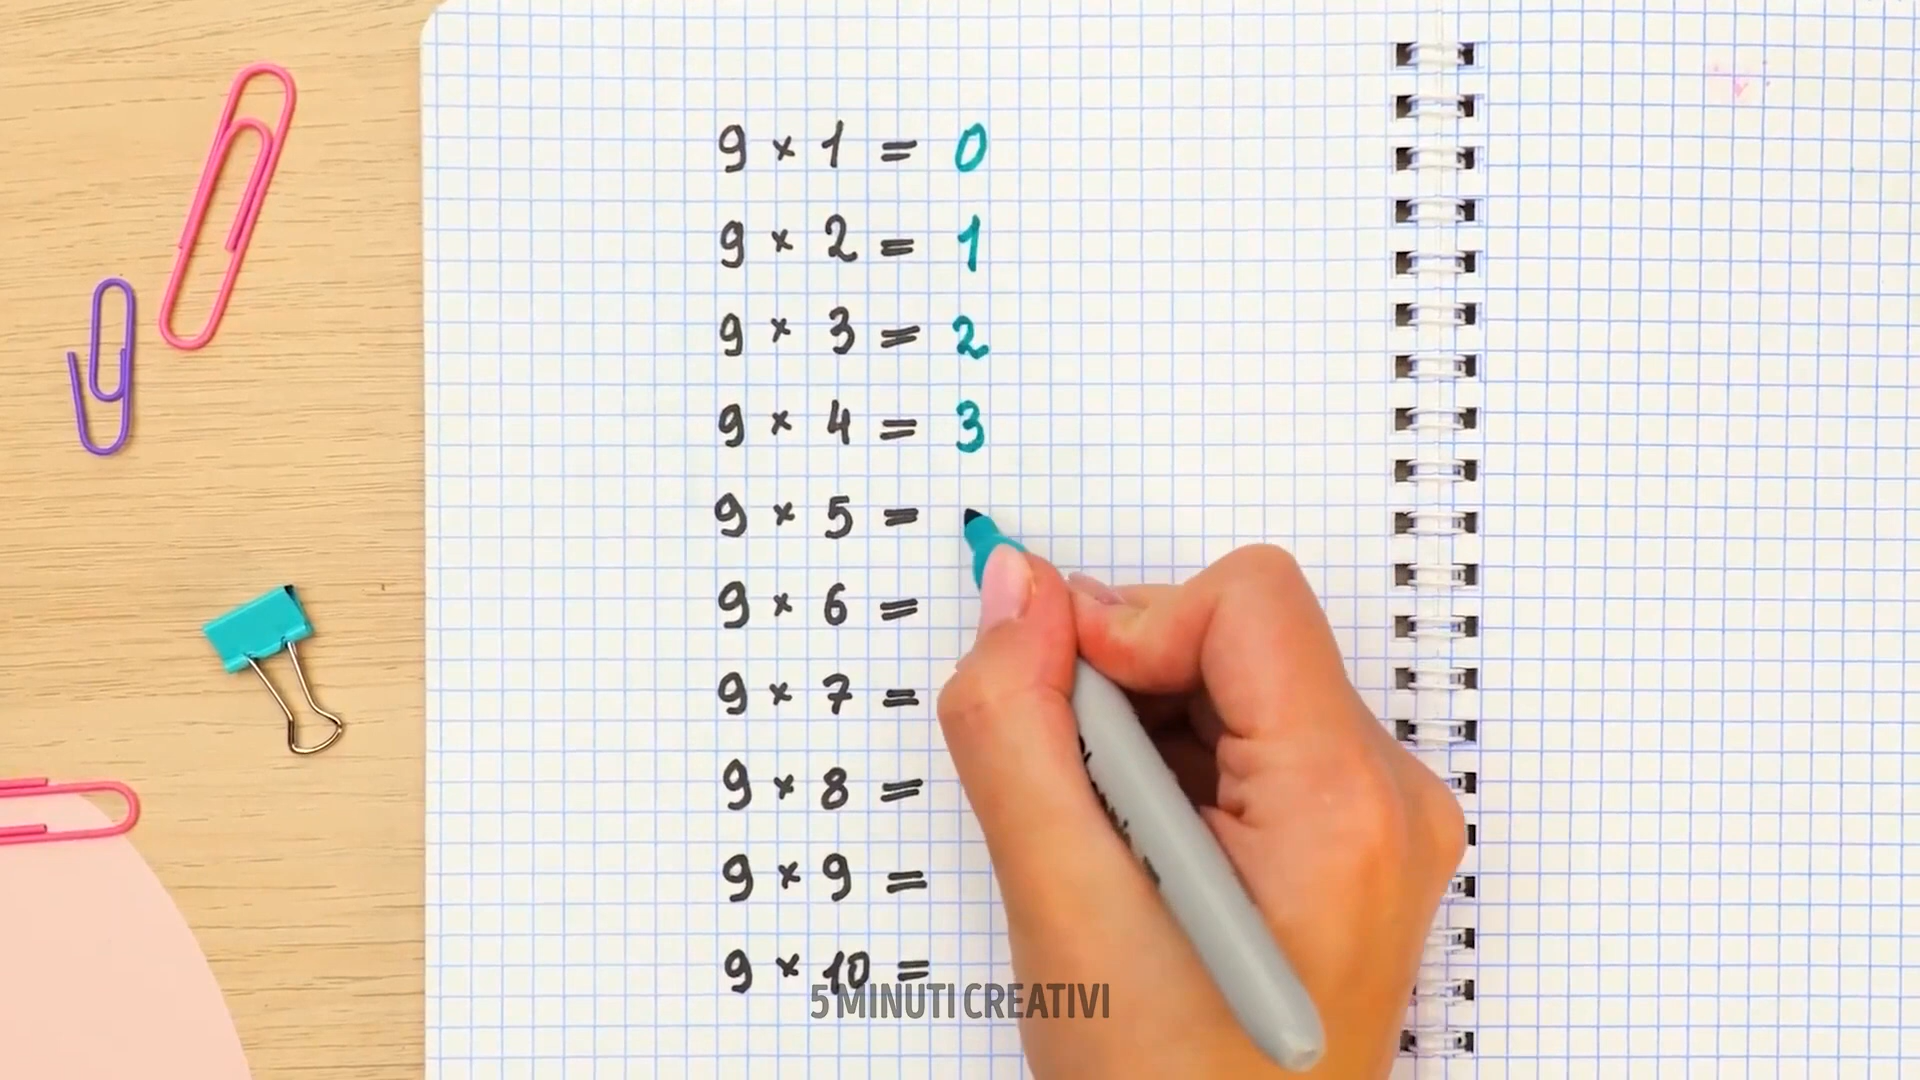 9 × 1 = 0
9 × 2 = 1
9 × 3 = 2
9 × 4 = 3
9 × 5 =
9 × 6 =
9 × 7 =
9 × 8 =
9 × 9 =
9 × 10 =
5 MINUTI CREATIVI